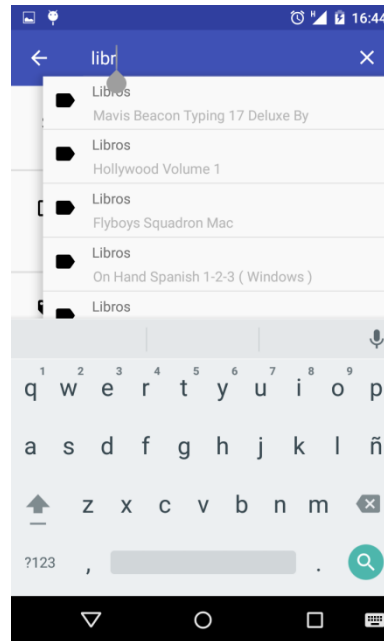 H 16:44
libr
Libros
Mavis Beacon Typing 17 Deluxe By
Libros
Hollywood Volume 1
Libros
Flyboys Squadron Mac
Libros
On Hand Spanish 1-2-3 ( Windows )
Libros
1 2 3 4 5 6 7 8 9
q w e r t y u i o p
a s d f g h j k l ñ
z x c v b n m
?123 , .